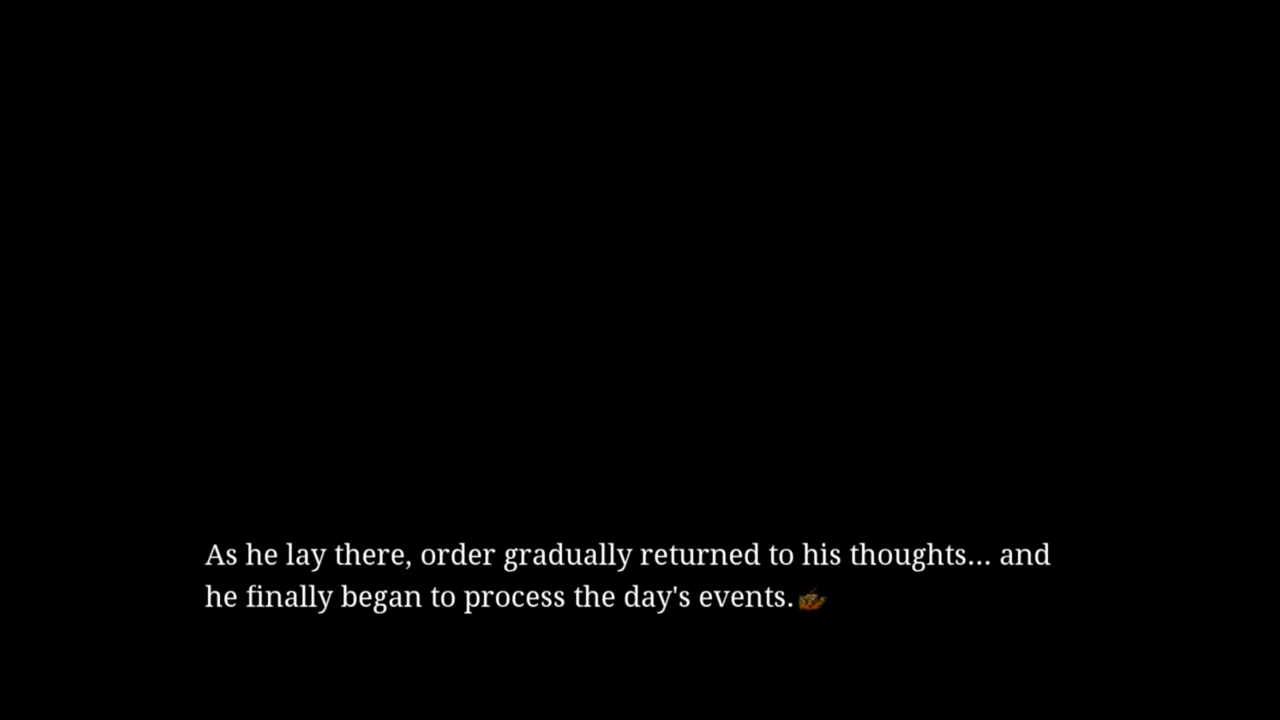 As he lay there, order gradually returned to his thoughts... and
he finally began to process the day's events.